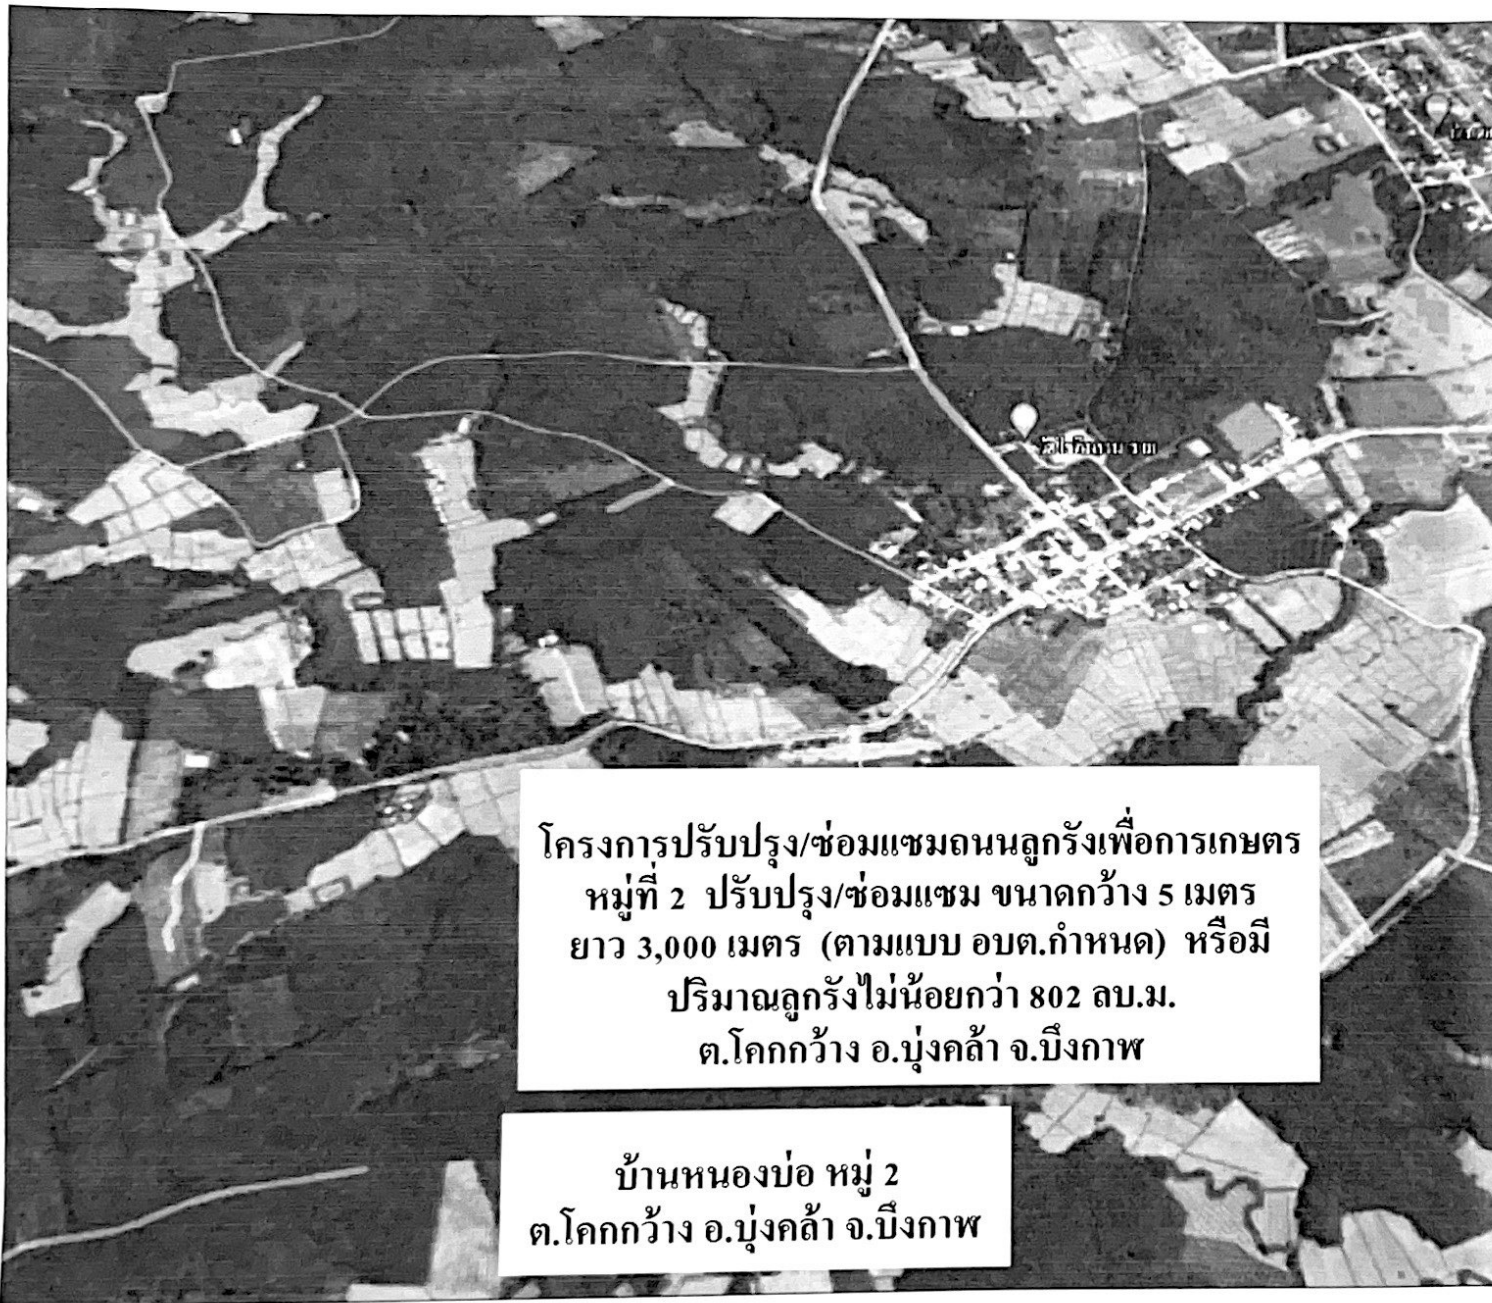 โครงการปรับปรุง/ซ่อมแซมถนนลูกรังเพื่อการเกษตร
หมู่ที่ 2 ปรับปรุง/ซ่อมแซม ขนาดกว้าง 5 เมตร
ยาว 3,000 เมตร (ตามแบบ อบต.กำหนด) หรือมี
ปริมาณลูกรังไม่น้อยกว่า 802 ลบ.ม.
ต.โคกกว้าง อ.บุ่งคล้า จ.บึงกาฬ
บ้านหนองบ่อ หมู่ 2
ต.โคกกว้าง อ.บุ่งคล้า จ.บึงกาฬ